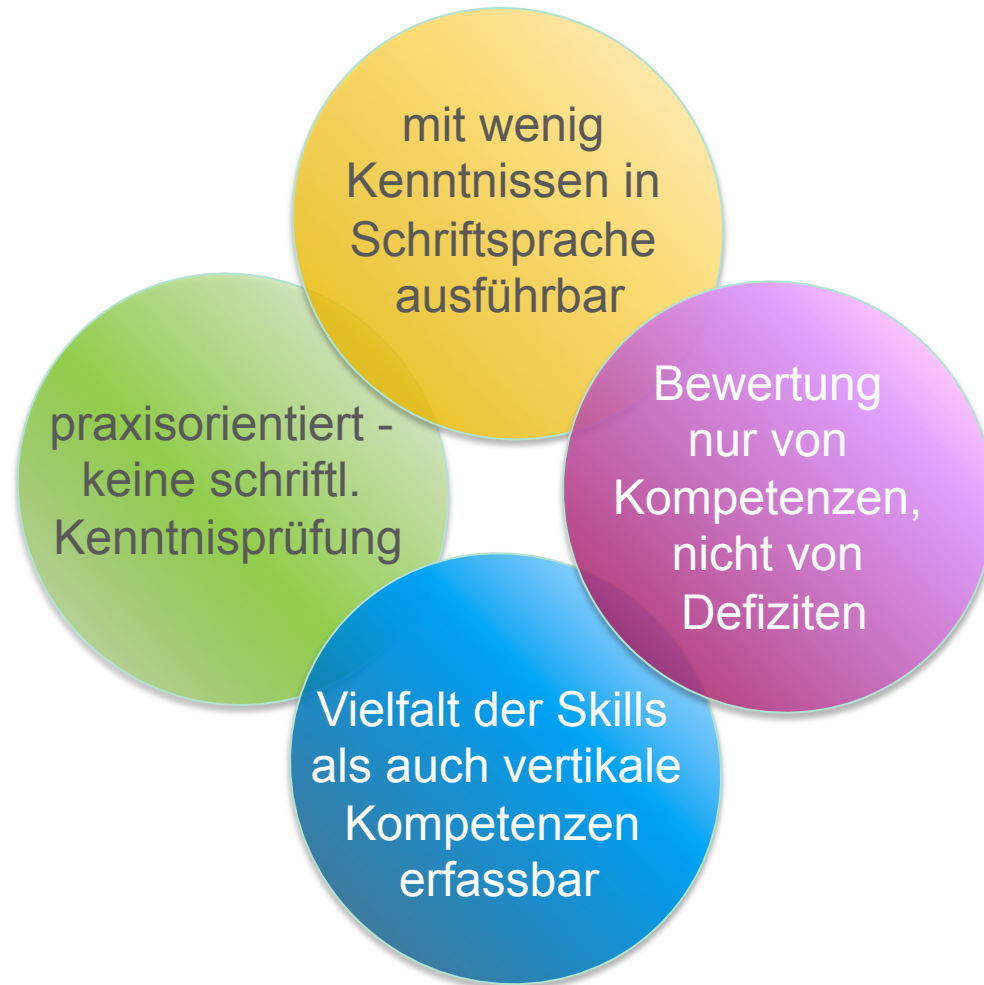 mit wenig
Kenntnissen in
Schriftsprache
ausführbar
praxisorientiert -
keine schriftl.
Kenntnisprüfung
Bewertung
nur von
Kompetenzen,
nicht von
Defiziten
Vielfalt der Skills
als auch vertikale
Kompetenzen
erfassbar